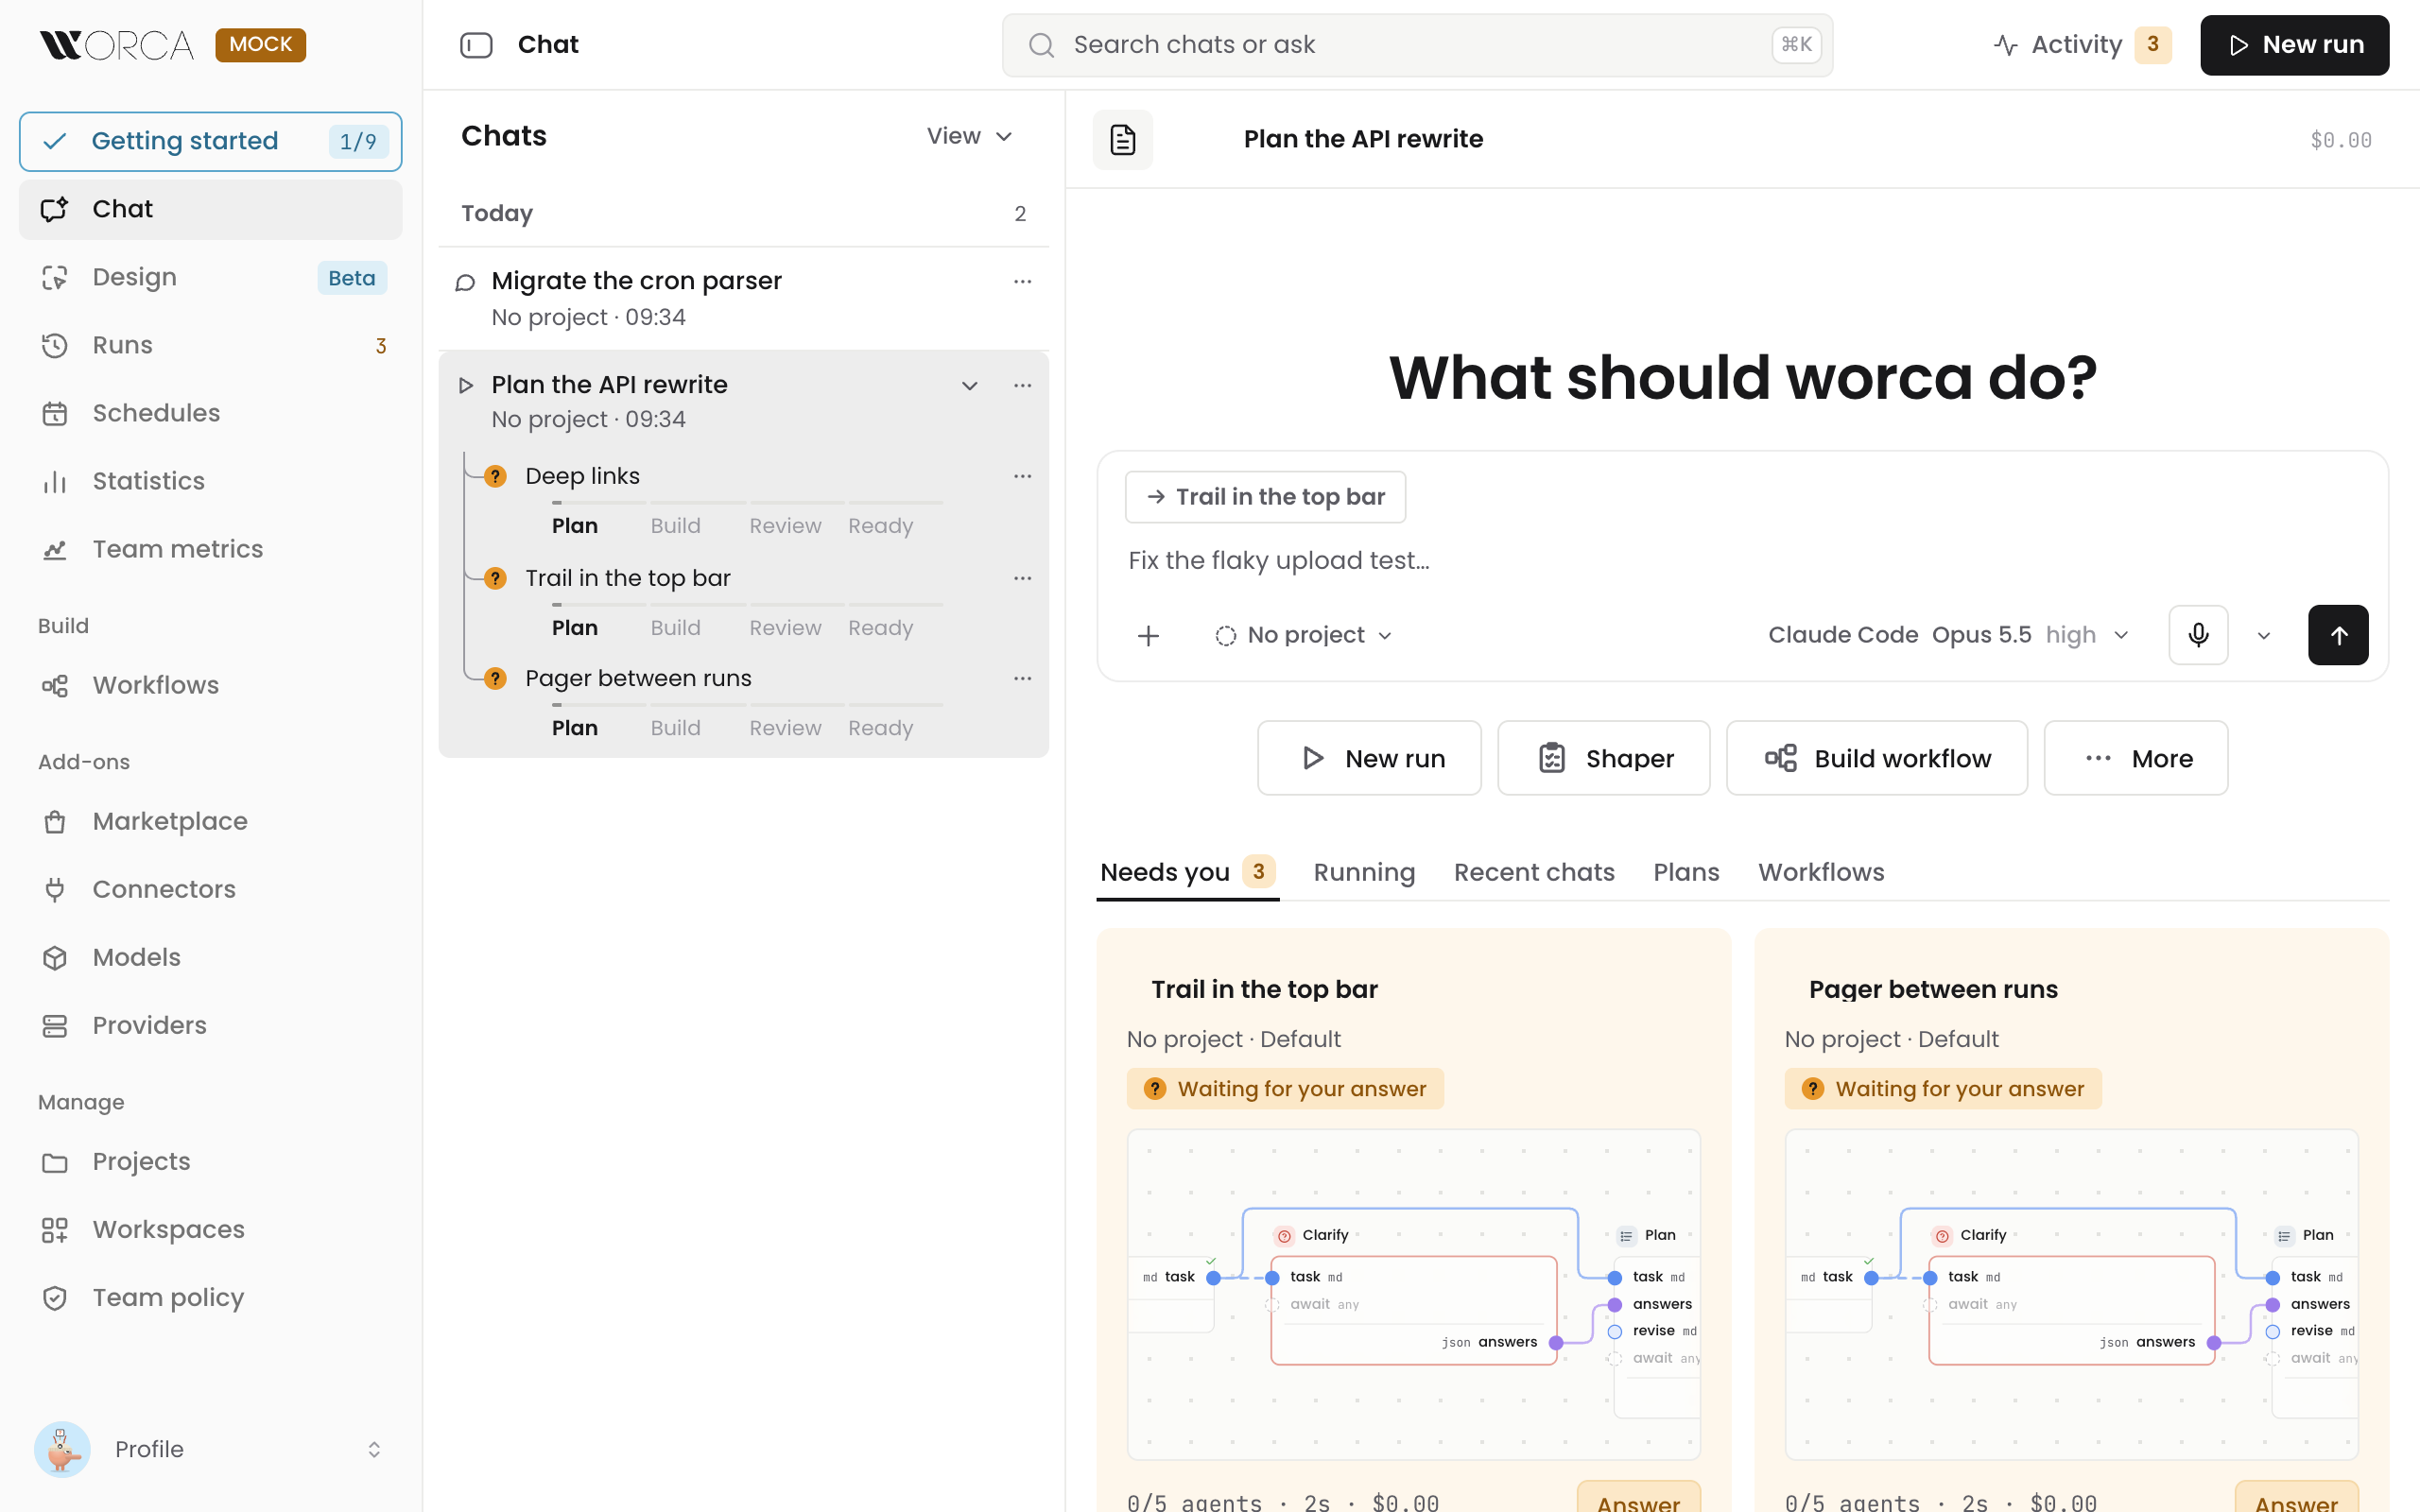 WORCA MOCK
Getting started 1/9
Chat
Design Beta
Runs 3
Schedules
Statistics
Team metrics
Build
Workflows
Add-ons
Marketplace
Connectors
Models
Providers
Manage
Projects
Workspaces
Team policy
Profile
Chat
Search chats or ask ⌘K
Activity 3
New run
Chats
View
Today 2
Migrate the cron parser
No project · 09:34
Plan the API rewrite
No project · 09:34
Deep links
Plan Build Review Ready
Trail in the top bar
Plan Build Review Ready
Pager between runs
Plan Build Review Ready
Plan the API rewrite $0.00
What should worca do?
→ Trail in the top bar
Fix the flaky upload test...
No project
Claude Code Opus 5.5 high
New run
Shaper
Build workflow
More
Needs you 3 Running Recent chats Plans Workflows
Trail in the top bar
No project · Default
? Waiting for your answer
Clarify
Plan
md task
task md
await any
json answers
task md
answers
revise md
await any
0/5 agents · 2s · $0.00
Answer
Pager between runs
No project · Default
? Waiting for your answer
Clarify
Plan
md task
task md
await any
json answers
task md
answers
revise md
await any
0/5 agents · 2s · $0.00
Answer